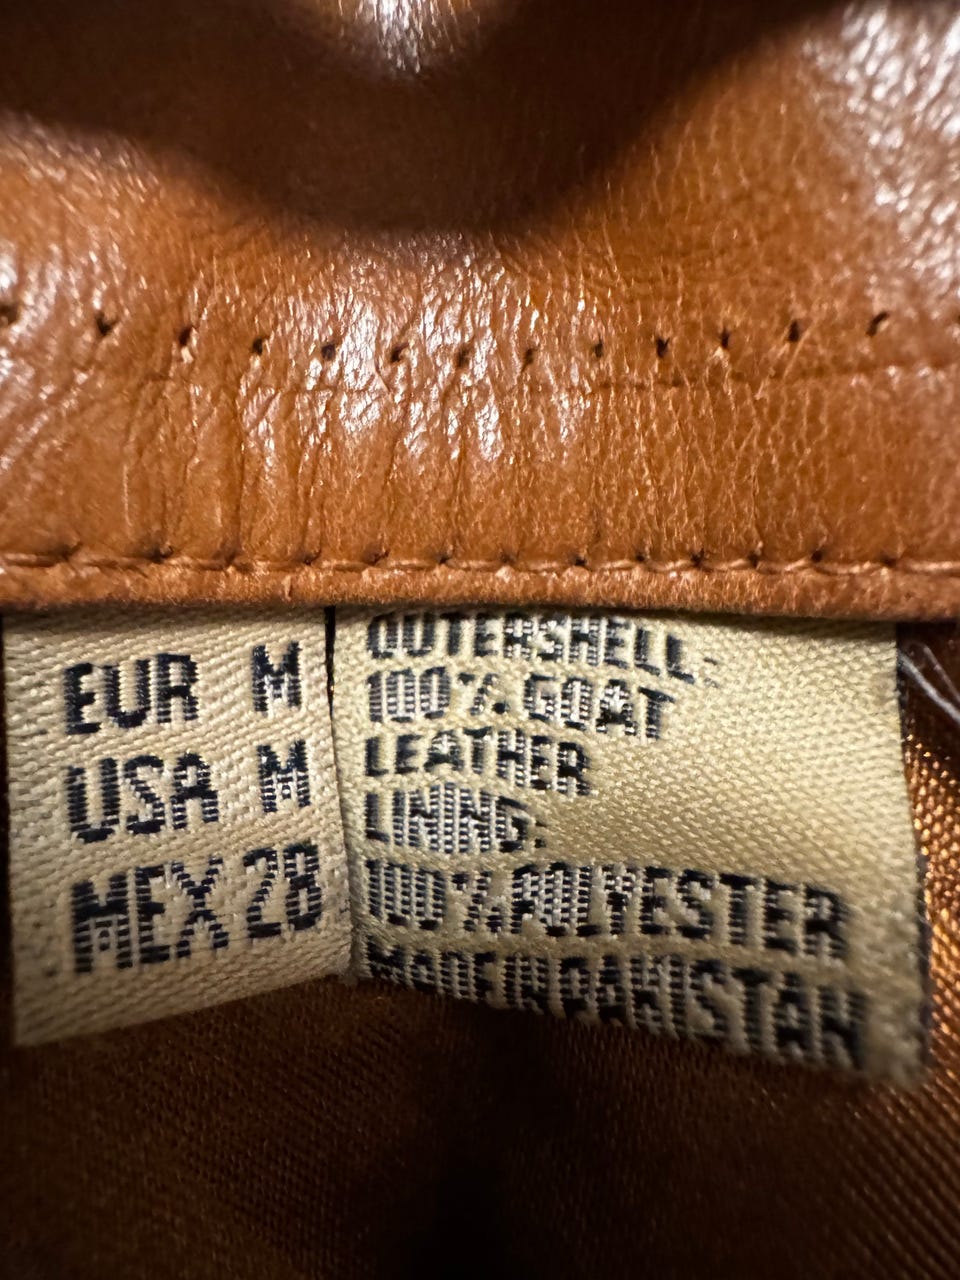 EUR M
USA M
MEX 28
OUTERSHELL:
100% GOAT
LEATHER
LINING:
100% POLYESTER
MADE IN PAKISTAN